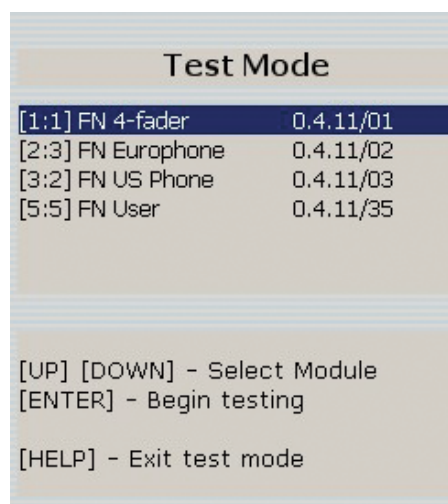 Test Mode
[1:1] FN 4-fader 0.4.11/01
[2:3] FN Europhone 0.4.11/02
[3:2] FN US Phone 0.4.11/03
[5:5] FN User 0.4.11/35
[UP] [DOWN] - Select Module
[ENTER] - Begin testing
[HELP] - Exit test mode